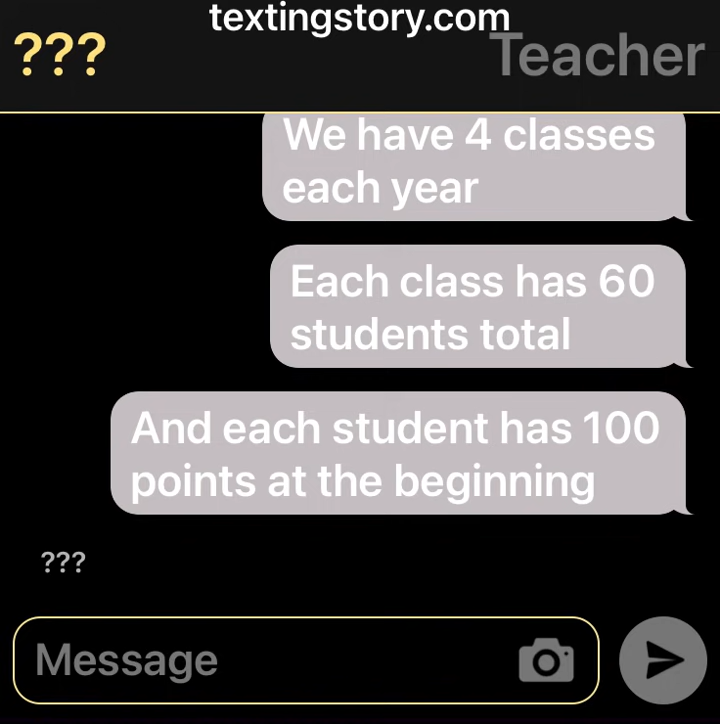 textingstory.com
??? Teacher
We have 4 classes
each year
Each class has 60
students total
And each student has 100
points at the beginning
???
Message